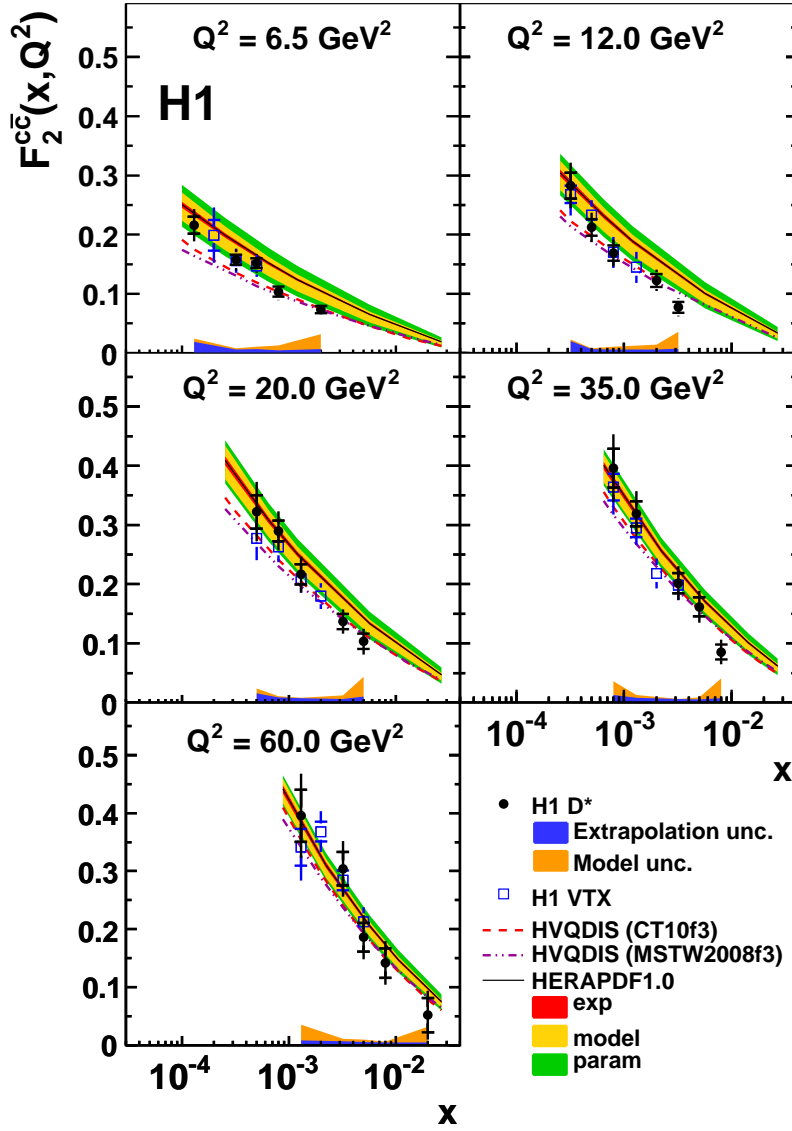 F₂^cc̄(x,Q²)
Q² = 6.5 GeV²
Q² = 12.0 GeV²
H1
0.5
0.4
0.3
0.2
0.1
0
Q² = 20.0 GeV²
Q² = 35.0 GeV²
0.5
0.4
0.3
0.2
0.1
0
10⁻⁴ 10⁻³ 10⁻²
x
Q² = 60.0 GeV²
0.5
0.4
0.3
0.2
0.1
0
10⁻⁴ 10⁻³ 10⁻²
x
H1 D*
Extrapolation unc.
Model unc.
H1 VTX
HVQDIS (CT10f3)
HVQDIS (MSTW2008f3)
HERAPDF1.0
exp
model
param